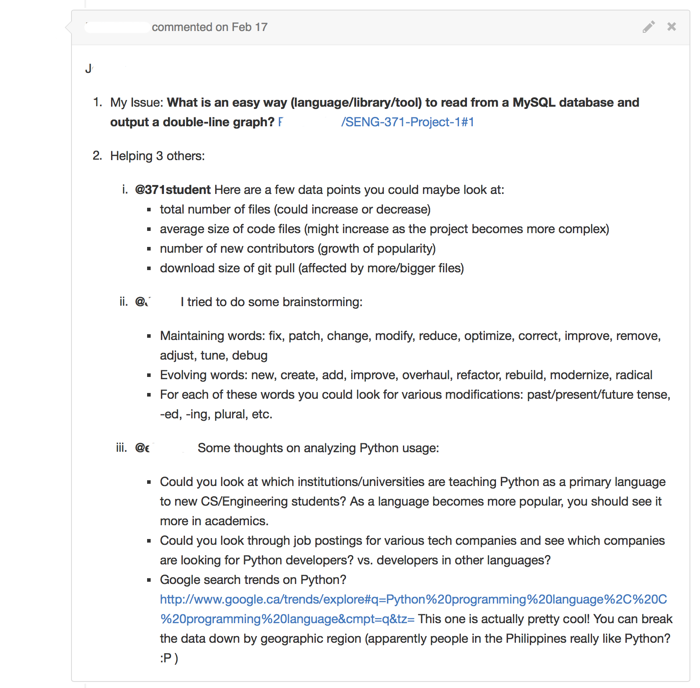 commented on Feb 17
J
1. My Issue: What is an easy way (language/library/tool) to read from a MySQL database and
output a double-line graph? F /SENG-371-Project-1#1
2. Helping 3 others:
i. @371student Here are a few data points you could maybe look at:
▪ total number of files (could increase or decrease)
▪ average size of code files (might increase as the project becomes more complex)
▪ number of new contributors (growth of popularity)
▪ download size of git pull (affected by more/bigger files)
ii. @ I tried to do some brainstorming:
▪ Maintaining words: fix, patch, change, modify, reduce, optimize, correct, improve, remove,
adjust, tune, debug
▪ Evolving words: new, create, add, improve, overhaul, refactor, rebuild, modernize, radical
▪ For each of these words you could look for various modifications: past/present/future tense,
-ed, -ing, plural, etc.
iii. @ Some thoughts on analyzing Python usage:
▪ Could you look at which institutions/universities are teaching Python as a primary language
to new CS/Engineering students? As a language becomes more popular, you should see it
more in academics.
▪ Could you look through job postings for various tech companies and see which companies
are looking for Python developers? vs. developers in other languages?
▪ Google search trends on Python?
http://www.google.ca/trends/explore#q=Python%20programming%20language%2C%20C
%20programming%20language&cmpt=q&tz= This one is actually pretty cool! You can break
the data down by geographic region (apparently people in the Philippines really like Python?
:P )